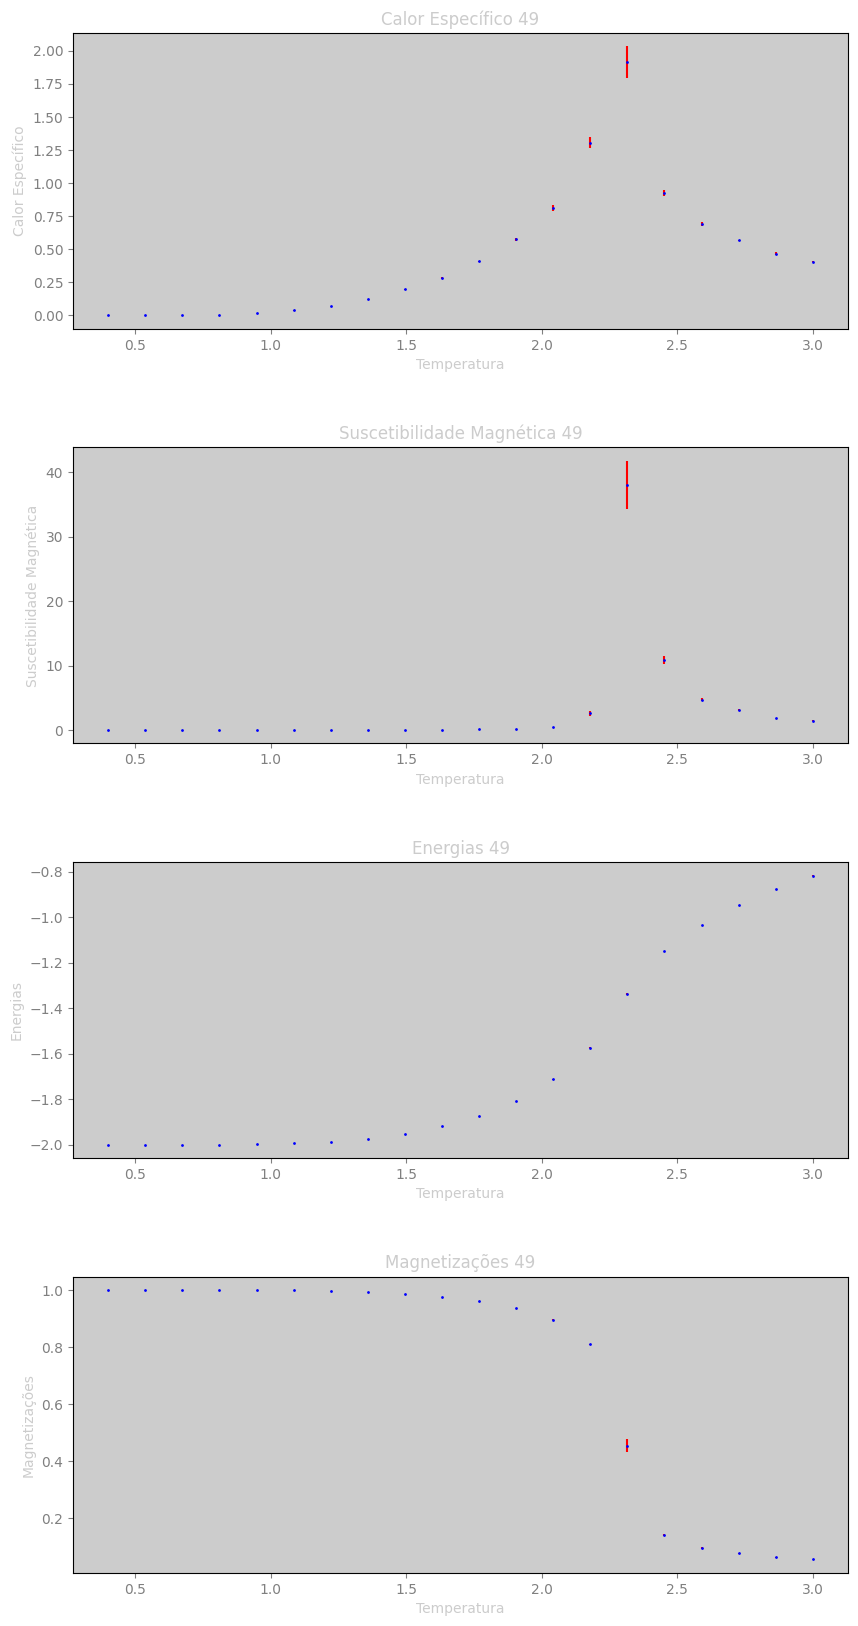 Calor Específico 49
Calor Específico
2.00
1.75
1.50
1.25
1.00
0.75
0.50
0.25
0.00
0.5 1.0 1.5 2.0 2.5 3.0
Temperatura
Suscetibilidade Magnética 49
Suscetibilidade Magnética
40
30
20
10
0
0.5 1.0 1.5 2.0 2.5 3.0
Temperatura
Energias 49
Energias
−0.8
−1.0
−1.2
−1.4
−1.6
−1.8
−2.0
0.5 1.0 1.5 2.0 2.5 3.0
Temperatura
Magnetizações 49
Magnetizações
1.0
0.8
0.6
0.4
0.2
0.5 1.0 1.5 2.0 2.5 3.0
Temperatura